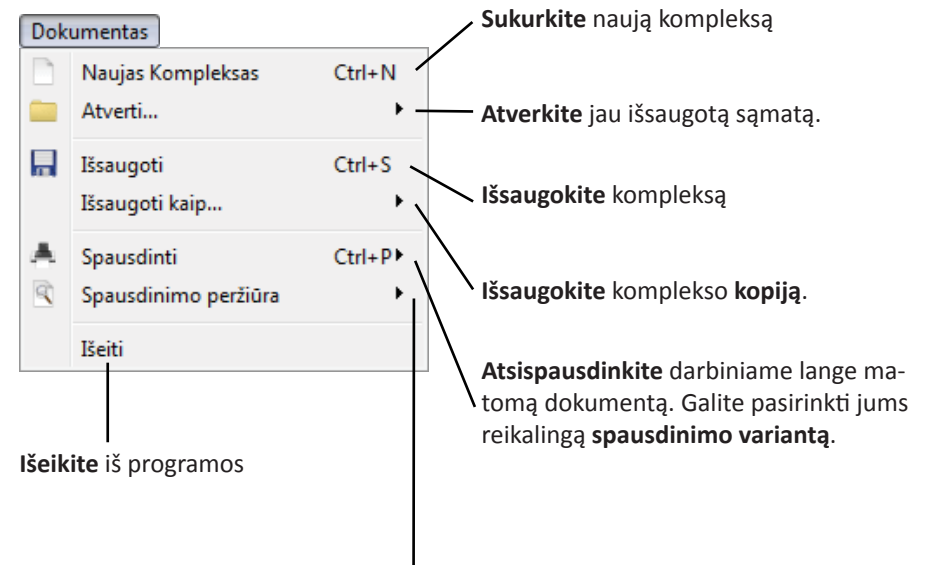 Dokumentas
Naujas Kompleksas Ctrl+N
Atverti...
Išsaugoti Ctrl+S
Išsaugoti kaip...
Spausdinti Ctrl+P
Spausdinimo peržiūra
Išeiti
Sukurkite naują kompleksą
Atverkite jau išsaugotą sąmatą.
Išsaugokite kompleksą
Išsaugokite komplekso kopiją.
Atsispausdinkite darbiniame lange ma-
tomą dokumentą. Galite pasirinkti jums
reikalingą spausdinimo variantą.
Išeikite iš programos